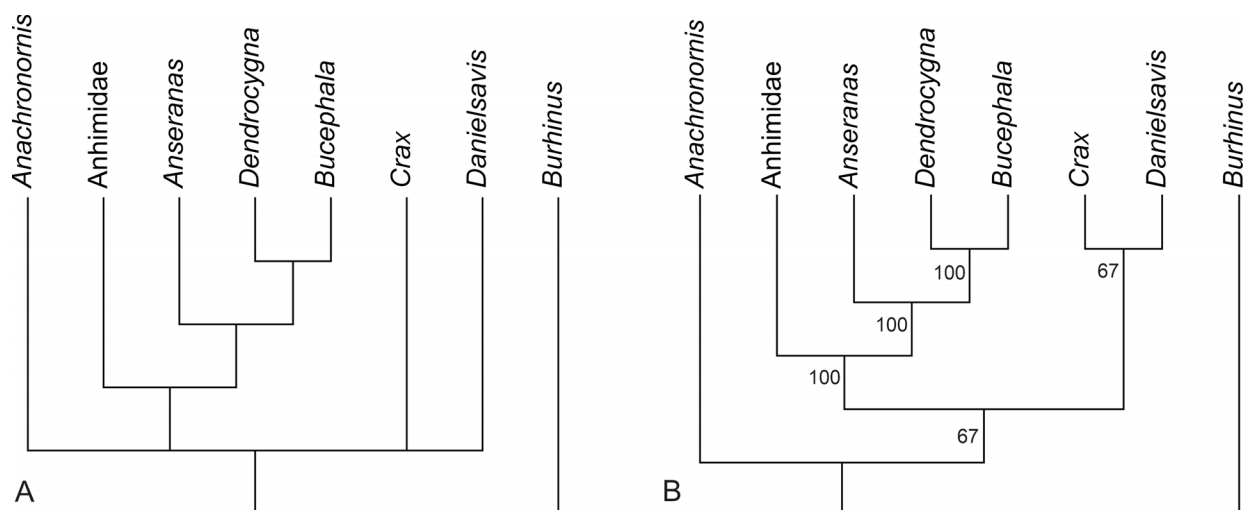 Anachronornis
Anhimidae
Anseranas
Dendrocygna
Bucephala
Crax
Danielsavis
Burhinus
A
Anachronornis
Anhimidae
Anseranas
Dendrocygna
Bucephala
Crax
Danielsavis
Burhinus
100
67
100
100
67
B